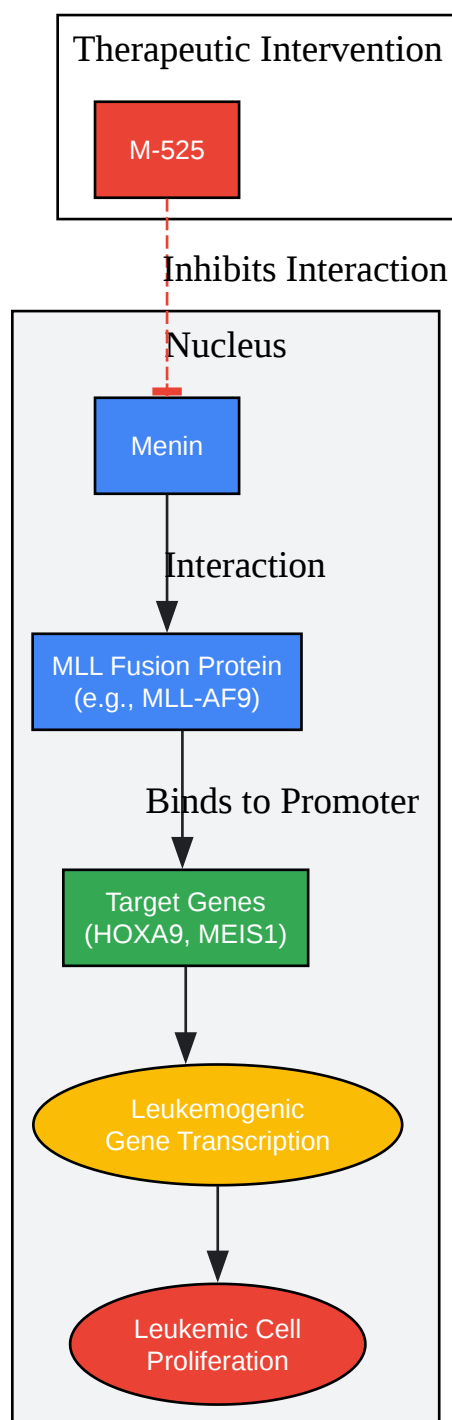 Therapeutic Intervention
M-525
Inhibits Interaction
Nucleus
Menin
Interaction
MLL Fusion Protein
(e.g., MLL-AF9)
Binds to Promoter
Target Genes
(HOXA9, MEIS1)
Leukemogenic
Gene Transcription
Leukemic Cell
Proliferation